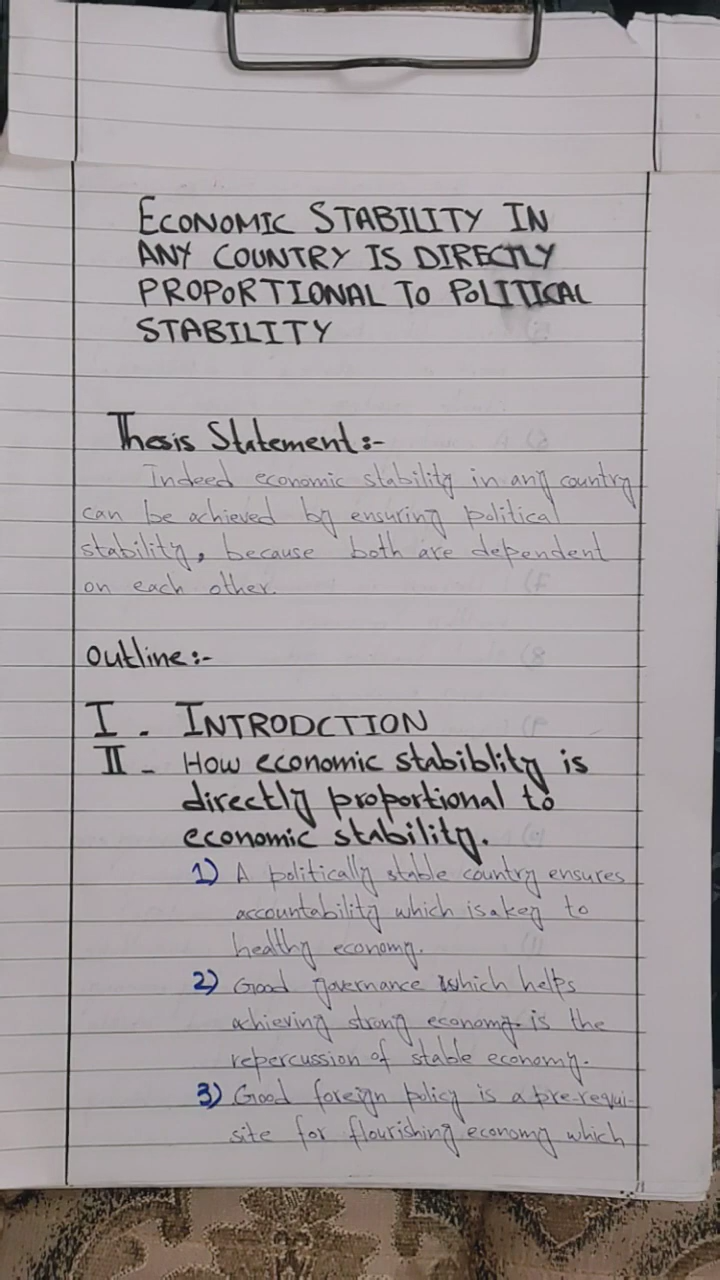 ECONOMIC STABILITY IN
ANY COUNTRY IS DIRECTLY
PROPORTIONAL TO POLITICAL
STABILITY
Thesis Statement:-
Indeed economic stability in any country
can be achieved by ensuring political
stability, because both are dependent
on each other.
Outline:-
I. INTRODCTION
II- How economic stabiblity is
directly proportional to
economic stability.
1) A politically stable country ensures
accountability which is a key to
healthy economy.
2) Good governance which helps
achieving strong economy is the
repercussion of stable economy.
3) Good foreign policy is a pre-requi-
site for flourishing economy which